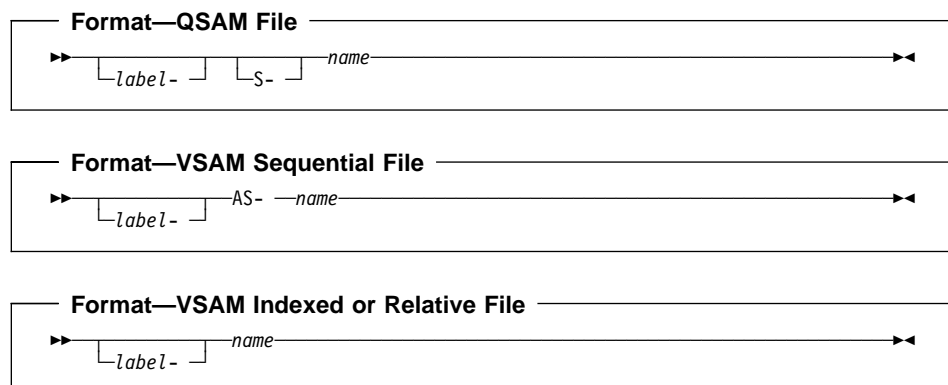 Format—QSAM File
►►──label-──S-──name──►◄
Format—VSAM Sequential File
►►──label-──AS- ──name──►◄
Format—VSAM Indexed or Relative File
►►──label-──name──►◄